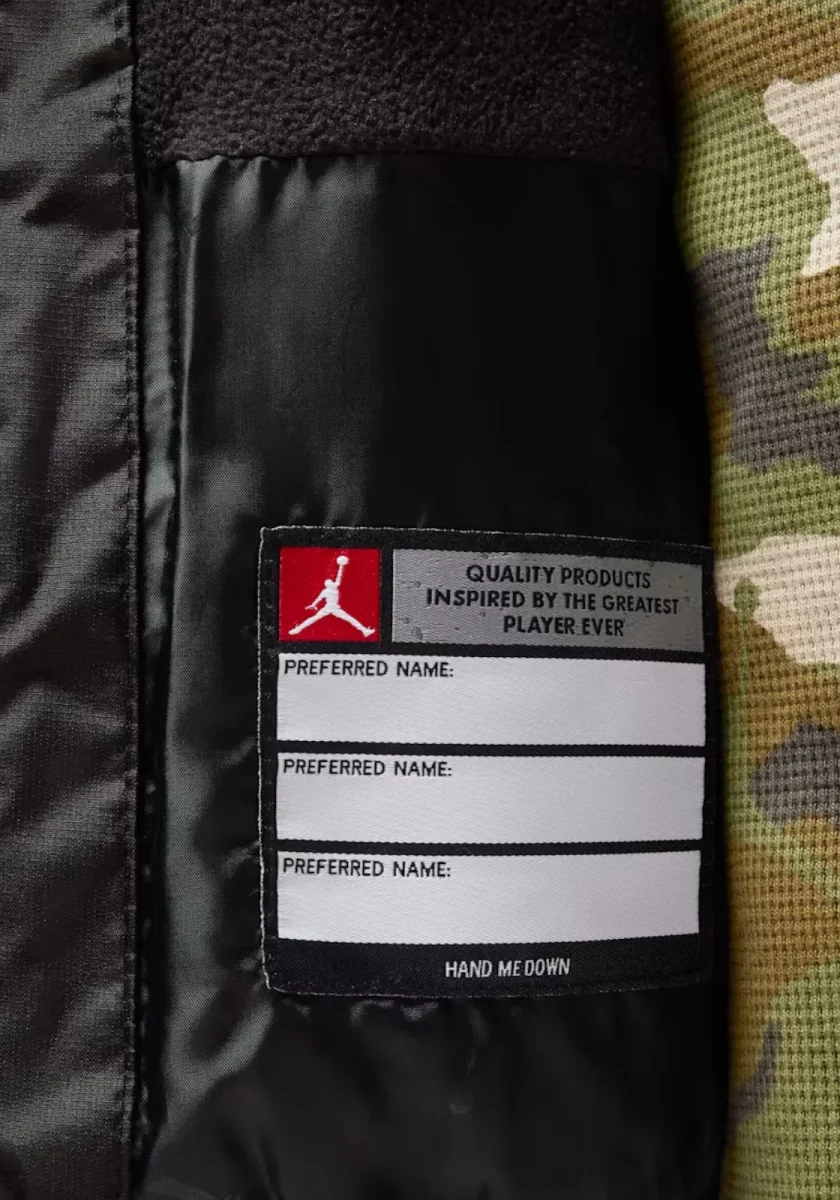 QUALITY PRODUCTS
INSPIRED BY THE GREATEST
PLAYER EVER
PREFERRED NAME:
PREFERRED NAME:
PREFERRED NAME:
HAND ME DOWN